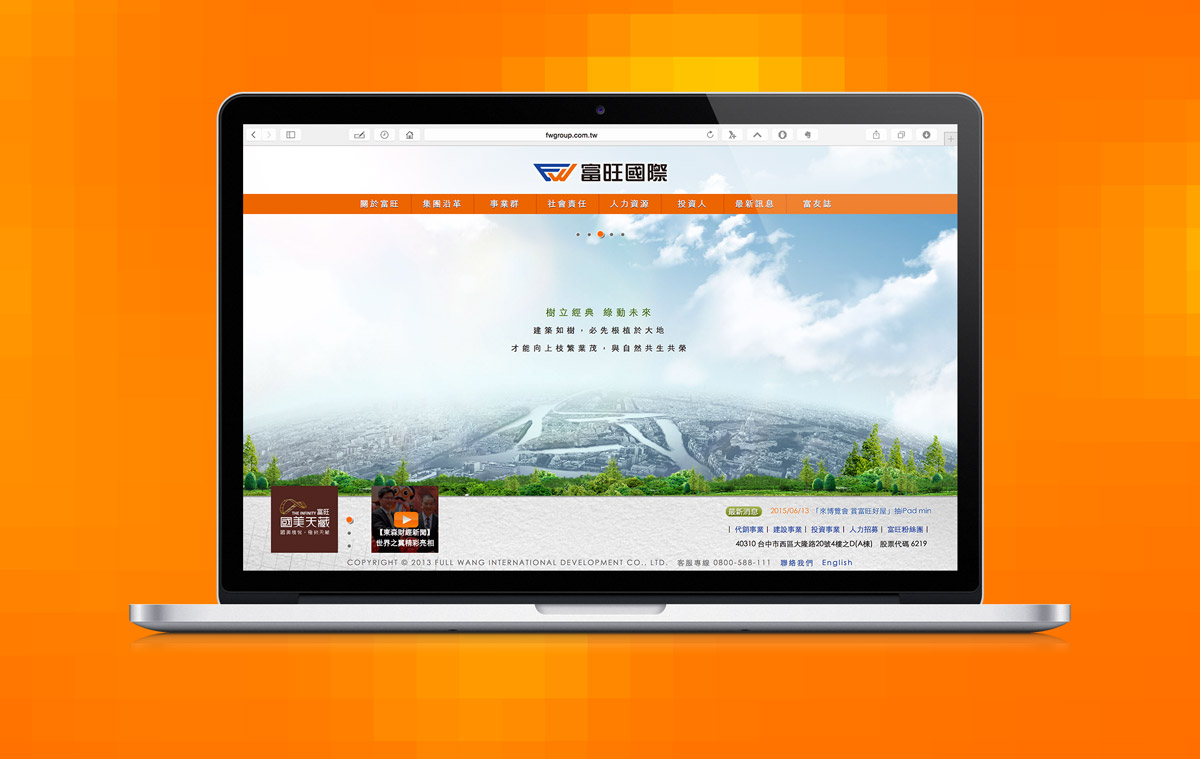 fwgroup.com.tw
FW 富旺國際
關於富旺 集團沿革 事業群 社會責任 人力資源 投資人 最新訊息 富友誌
樹立經典 綠動未來
建築如樹，必先根植於大地
才能向上枝繁葉茂，與自然共生共榮
THE INFINITY 富旺
國美天藏
【東森財經新聞】
世界之翼精彩亮相
最新消息 2015/06/13 「來博覽會 賞富旺好屋」抽iPad min
| 代銷事業 | 建設事業 | 投資事業 | 人力招募 | 富旺粉絲團 |
40310 台中市西區大隆路20號4樓之D(A棟) 股票代碼 6219
COPYRIGHT © 2013 FULL WANG INTERNATIONAL DEVELOPMENT CO., LTD. 客服專線 0800-588-111 聯絡我們 English